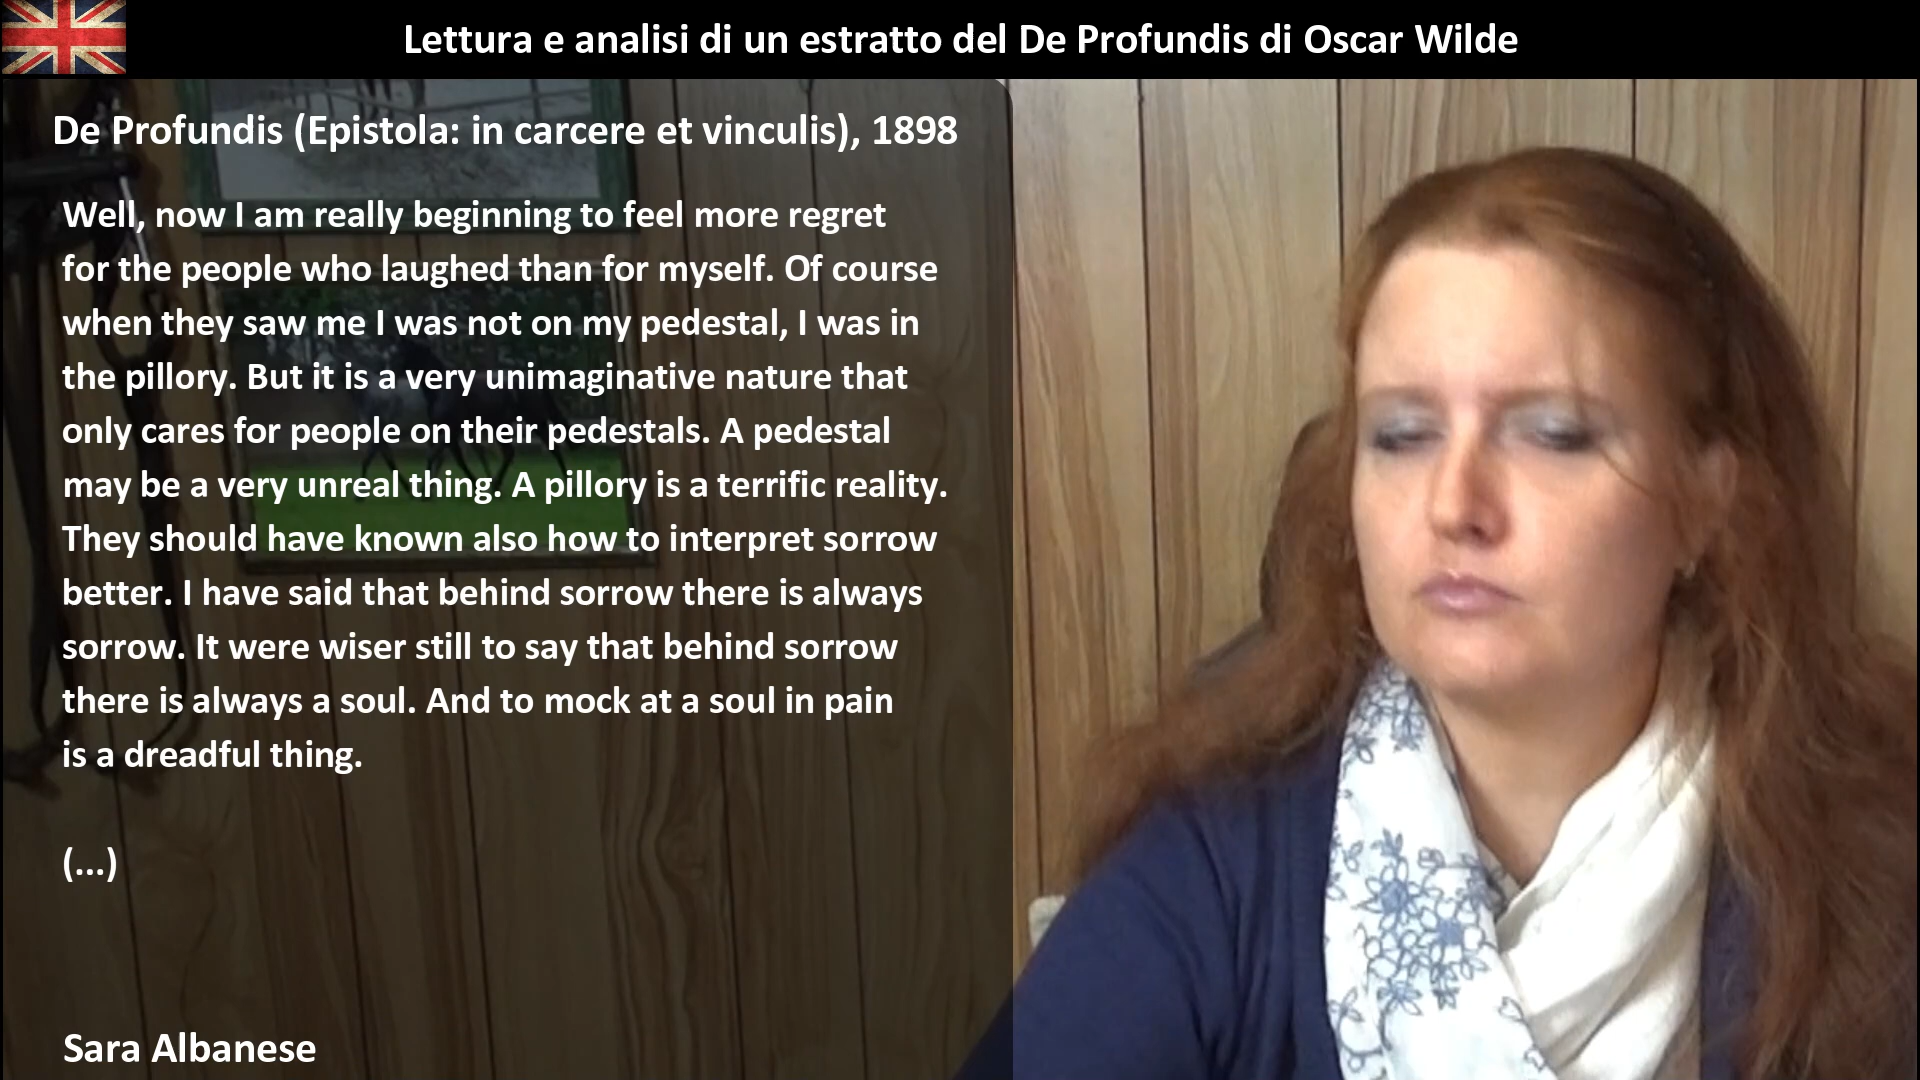 Lettura e analisi di un estratto del De Profundis di Oscar Wilde
De Profundis (Epistola: in carcere et vinculis), 1898
Well, now I am really beginning to feel more regret
for the people who laughed than for myself. Of course
when they saw me I was not on my pedestal, I was in
the pillory. But it is a very unimaginative nature that
only cares for people on their pedestals. A pedestal
may be a very unreal thing. A pillory is a terrific reality.
They should have known also how to interpret sorrow
better. I have said that behind sorrow there is always
sorrow. It were wiser still to say that behind sorrow
there is always a soul. And to mock at a soul in pain
is a dreadful thing.
(...)
Sara Albanese